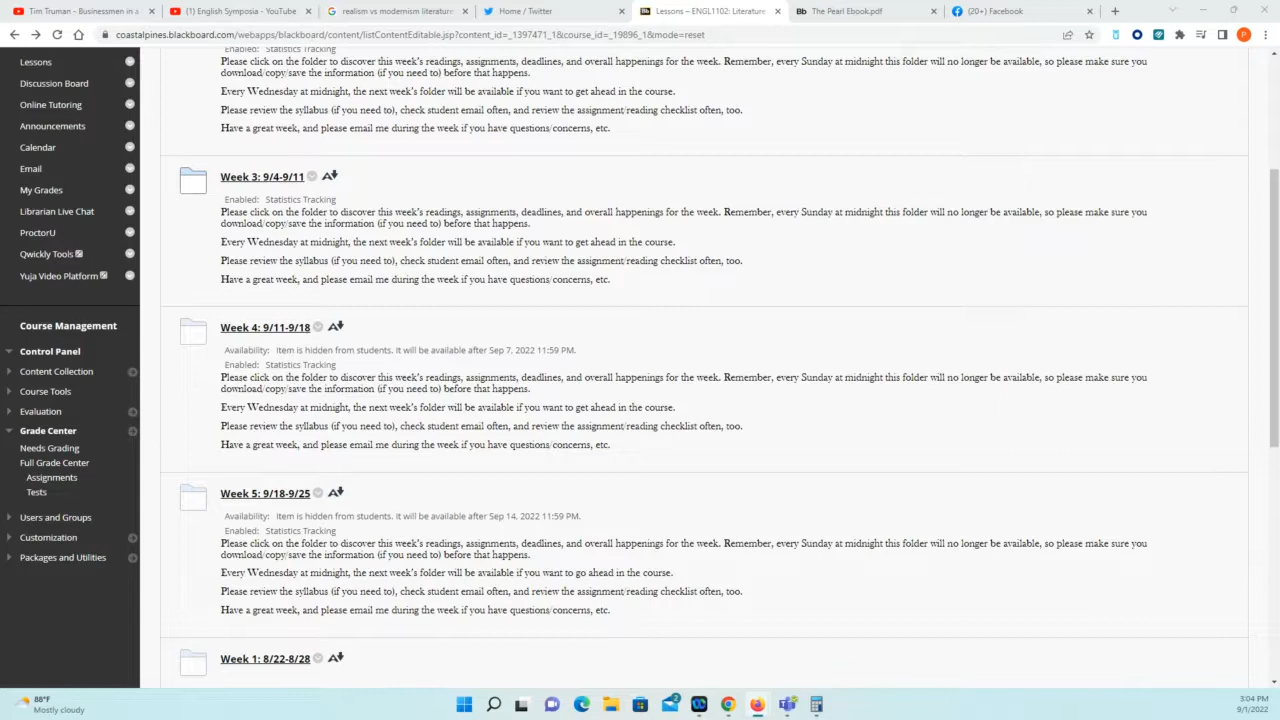 Tim Truman - Businessmen in a
(1) English Symposia - YouTube
realism vs modernism literature
Home / Twitter
Lessons – ENGL1102: Literature
The Pearl Ebook.pdf
(20+) Facebook
coastalpines.blackboard.com/webapps/blackboard/content/listContentEditable.jsp?content_id=_1397471_1&course_id=_19896_1&mode=reset
Lessons
Discussion Board
Online Tutoring
Announcements
Calendar
Email
My Grades
Librarian Live Chat
ProctorU
Qwickly Tools
Yuja Video Platform
Course Management
Control Panel
Content Collection
Course Tools
Evaluation
Grade Center
Needs Grading
Full Grade Center
Assignments
Tests
Users and Groups
Customization
Packages and Utilities
Enabled: Statistics Tracking
Please click on the folder to discover this week's readings, assignments, deadlines, and overall happenings for the week. Remember, every Sunday at midnight this folder will no longer be available, so please make sure you
download/copy/save the information (if you need to) before that happens.
Every Wednesday at midnight, the next week's folder will be available if you want to get ahead in the course.
Please review the syllabus (if you need to), check student email often, and review the assignment/reading checklist often, too.
Have a great week, and please email me during the week if you have questions/concerns, etc.
Week 3: 9/4-9/11
Enabled: Statistics Tracking
Please click on the folder to discover this week's readings, assignments, deadlines, and overall happenings for the week. Remember, every Sunday at midnight this folder will no longer be available, so please make sure you
download/copy/save the information (if you need to) before that happens.
Every Wednesday at midnight, the next week's folder will be available if you want to get ahead in the course.
Please review the syllabus (if you need to), check student email often, and review the assignment/reading checklist often, too.
Have a great week, and please email me during the week if you have questions/concerns, etc.
Week 4: 9/11-9/18
Availability: Item is hidden from students. It will be available after Sep 7, 2022 11:59 PM.
Enabled: Statistics Tracking
Please click on the folder to discover this week's readings, assignments, deadlines, and overall happenings for the week. Remember, every Sunday at midnight this folder will no longer be available, so please make sure you
download/copy/save the information (if you need to) before that happens.
Every Wednesday at midnight, the next week's folder will be available if you want to get ahead in the course.
Please review the syllabus (if you need to), check student email often, and review the assignment/reading checklist often, too.
Have a great week, and please email me during the week if you have questions/concerns, etc.
Week 5: 9/18-9/25
Availability: Item is hidden from students. It will be available after Sep 14, 2022 11:59 PM.
Enabled: Statistics Tracking
Please click on the folder to discover this week's readings, assignments, deadlines, and overall happenings for the week. Remember, every Sunday at midnight this folder will no longer be available, so please make sure you
download/copy/save the information (if you need to) before that happens.
Every Wednesday at midnight, the next week's folder will be available if you want to go ahead in the course.
Please review the syllabus (if you need to), check student email often, and review the assignment/reading checklist often, too.
Have a great week, and please email me during the week if you have questions/concerns, etc.
Week 1: 8/22-8/28
88°F
Mostly cloudy
2
3:04 PM
9/1/2022